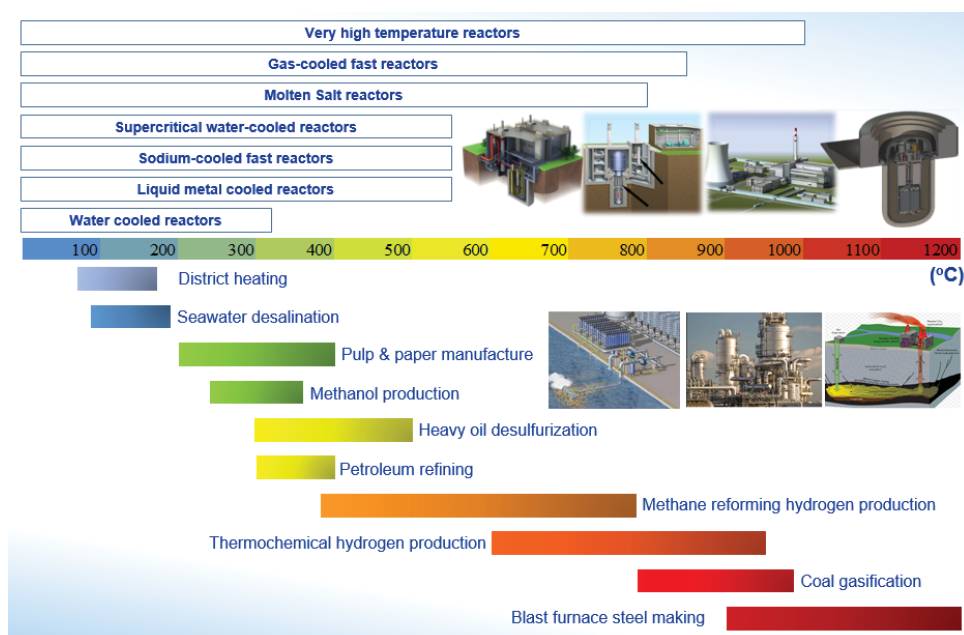 Very high temperature reactors
Gas-cooled fast reactors
Molten Salt reactors
Supercritical water-cooled reactors
Sodium-cooled fast reactors
Liquid metal cooled reactors
Water cooled reactors
100 200 300 400 500 600 700 800 900 1000 1100 1200
(ºC)
District heating
Seawater desalination
Pulp & paper manufacture
Methanol production
Heavy oil desulfurization
Petroleum refining
Methane reforming hydrogen production
Thermochemical hydrogen production
Coal gasification
Blast furnace steel making